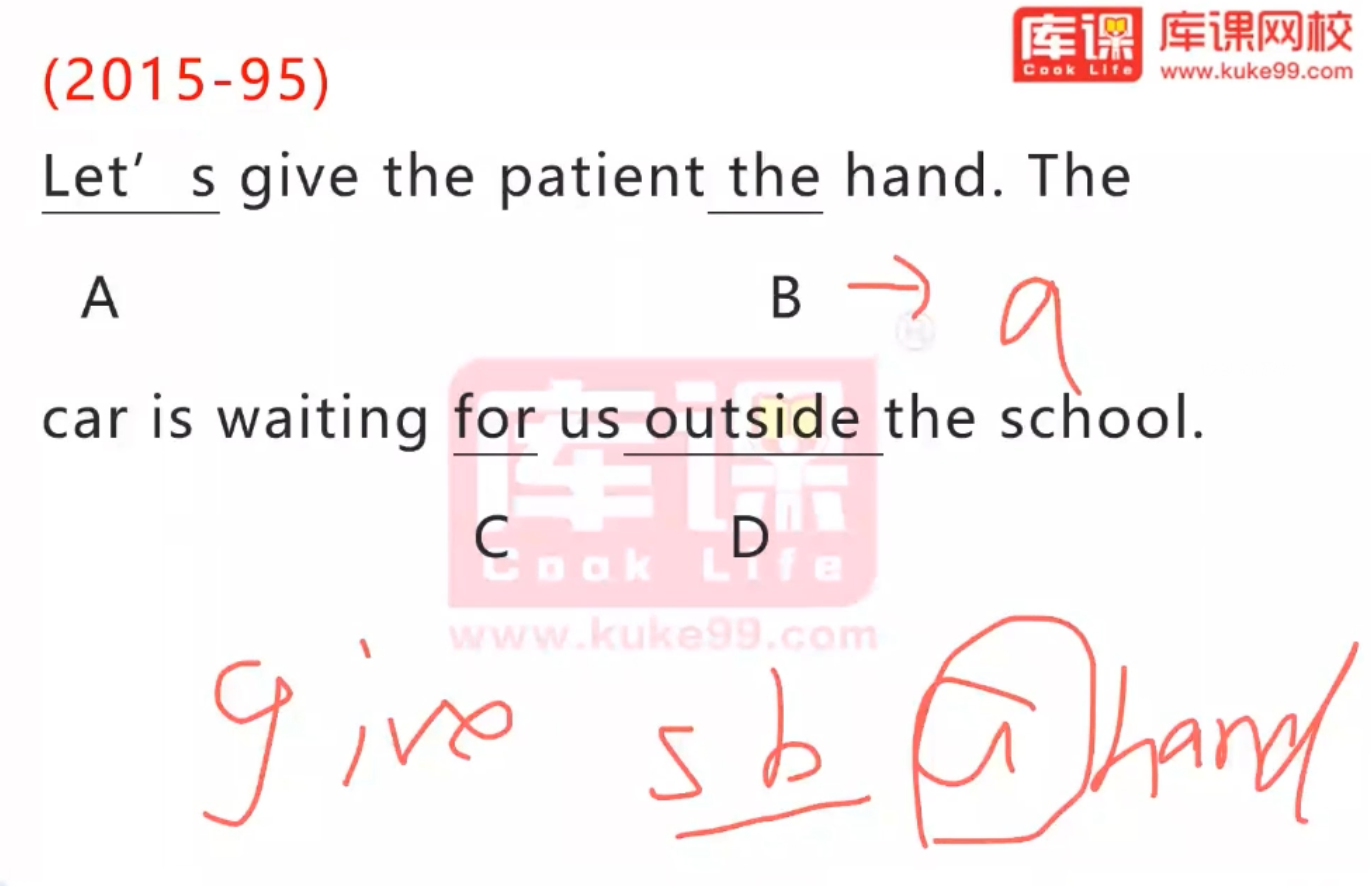 库课 库课网校
Cook Life www.kuke99.com
(2015-95)
Let's give the patient the hand. The
A B → a
car is waiting for us outside the school.
C D
库课
Cook Life
www.kuke99.com
give sb a hand